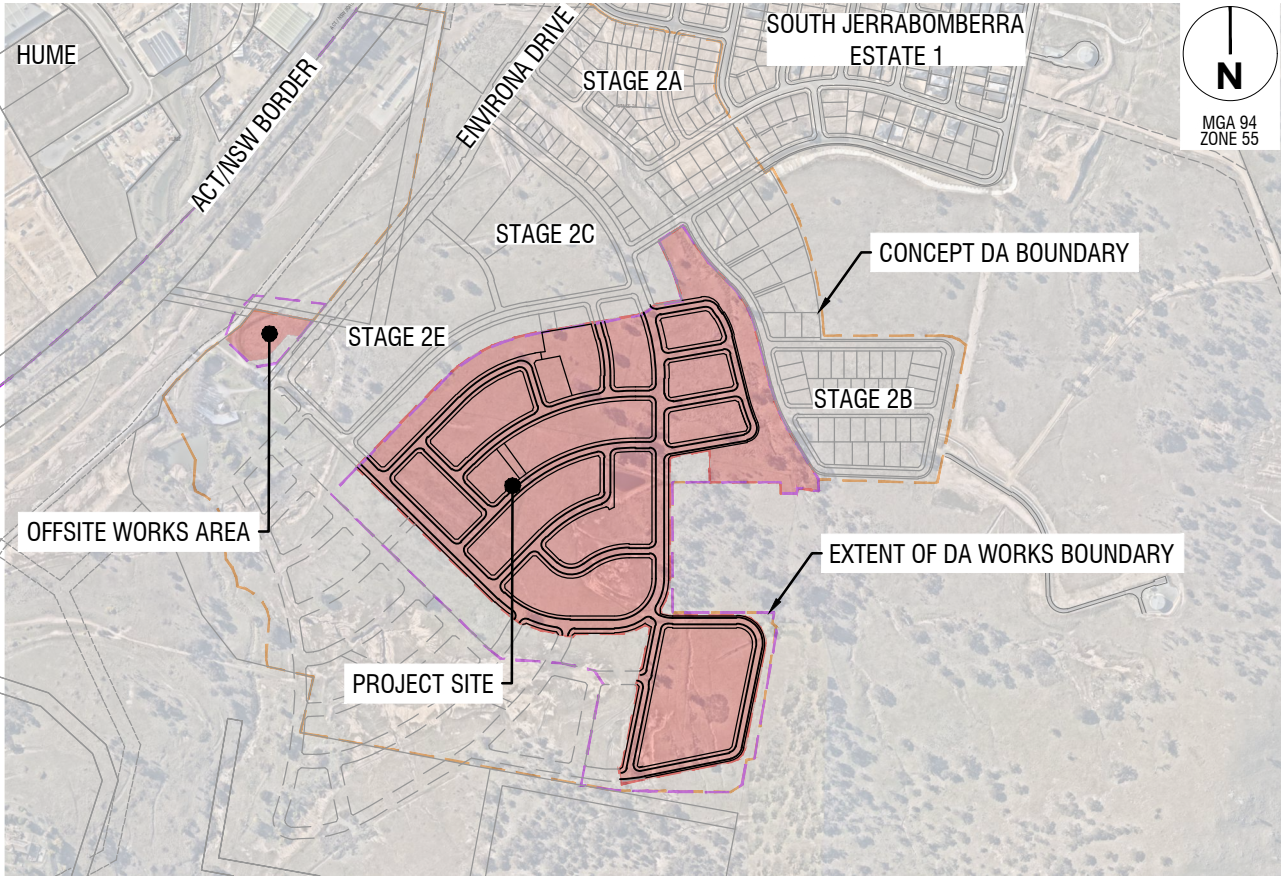 HUME
ACT/NSW BORDER
ENVIRONA DRIVE
SOUTH JERRABOMBERRA
ESTATE 1
STAGE 2A
N
MGA 94
ZONE 55
STAGE 2C
CONCEPT DA BOUNDARY
STAGE 2E
STAGE 2B
OFFSITE WORKS AREA
EXTENT OF DA WORKS BOUNDARY
PROJECT SITE